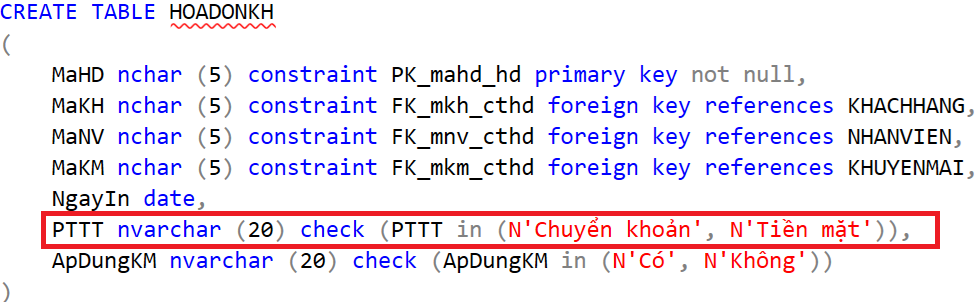 CREATE TABLE HOADONKH
(
MaHD nchar (5) constraint PK_mahd_hd primary key not null,
MaKH nchar (5) constraint FK_mkh_cthd foreign key references KHACHHANG,
MaNV nchar (5) constraint FK_mnv_cthd foreign key references NHANVIEN,
MaKM nchar (5) constraint FK_mkm_cthd foreign key references KHUYENMAI,
NgayIn date,
PTTT nvarchar (20) check (PTTT in (N'Chuyển khoản', N'Tiền mặt')),
ApDungKM nvarchar (20) check (ApDungKM in (N'Có', N'Không'))
)